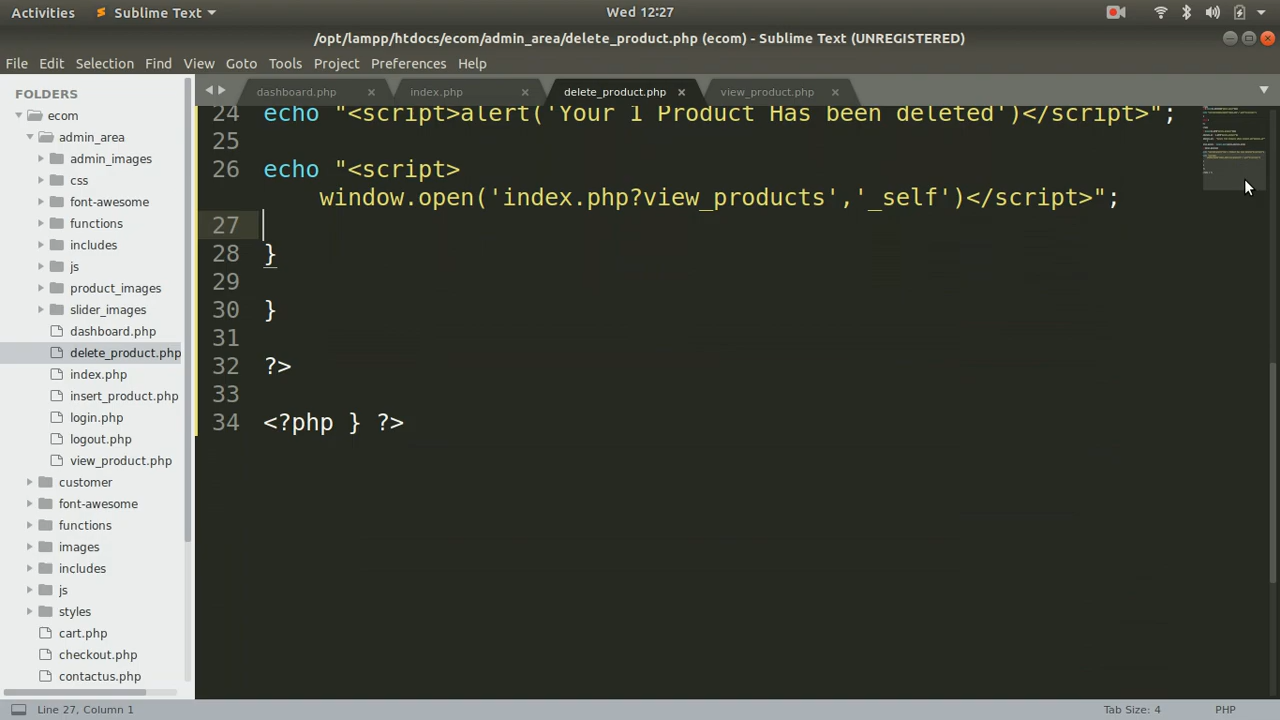 Activities Sublime Text Wed 12:27
/opt/lampp/htdocs/ecom/admin_area/delete_product.php (ecom) - Sublime Text (UNREGISTERED)
File Edit Selection Find View Goto Tools Project Preferences Help
FOLDERS
ecom
admin_area
admin_images
css
font-awesome
functions
includes
js
product_images
slider_images
dashboard.php
delete_product.php
index.php
insert_product.php
login.php
logout.php
view_product.php
customer
font-awesome
functions
images
includes
js
styles
cart.php
checkout.php
contactus.php
dashboard.php × index.php × delete_product.php × view_product.php ×
24 echo "<script>alert('Your 1 Product Has been deleted')</script>";
25
26 echo "<script>
window.open('index.php?view_products','_self')</script>";
27
28 }
29
30 }
31
32 ?>
33
34 <?php } ?>
Line 27, Column 1 Tab Size: 4 PHP